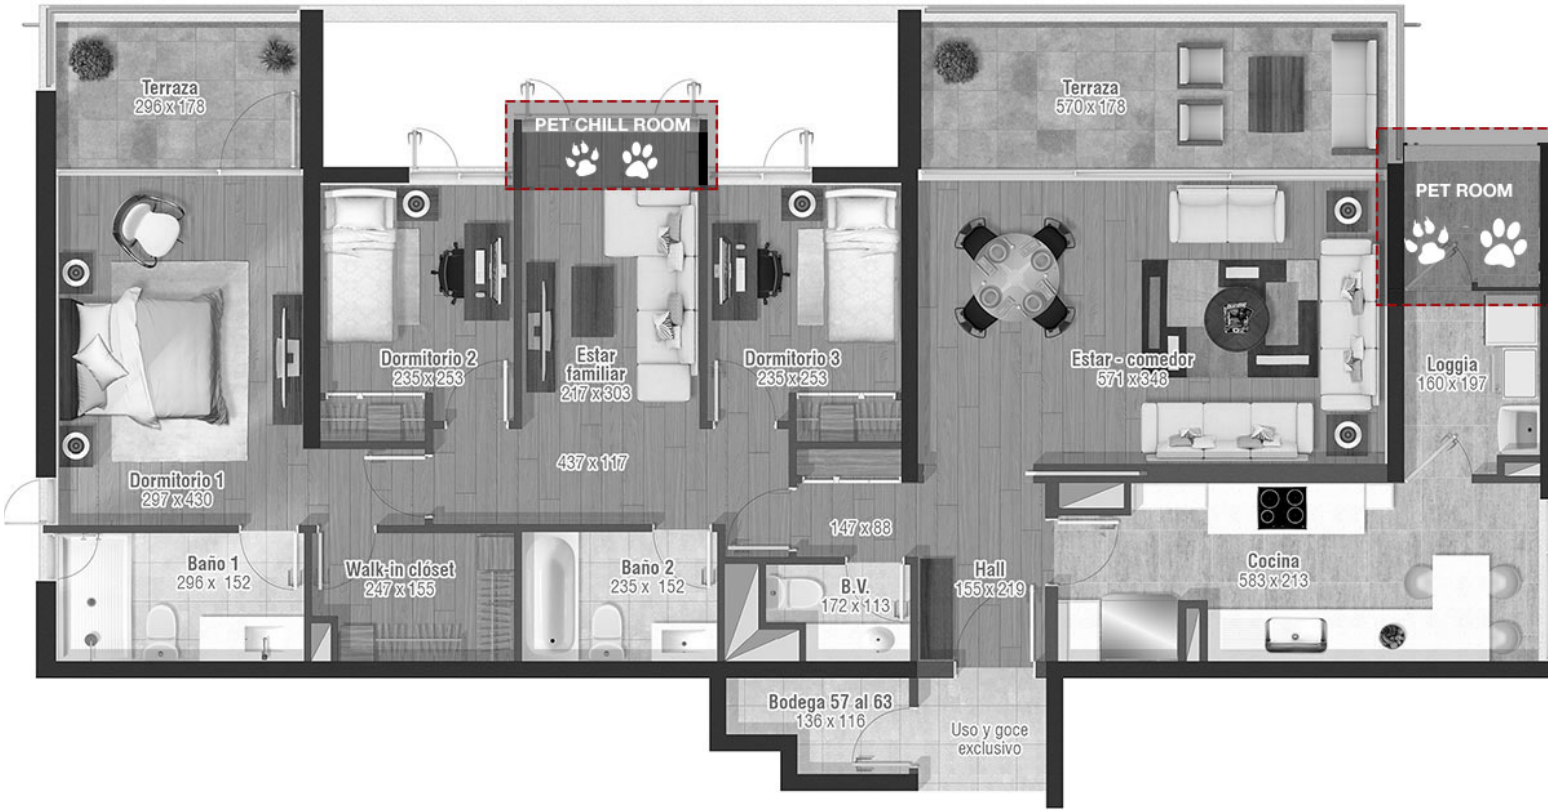 Terraza
296 x 178
PET CHILL ROOM
Terraza
570 x 178
PET ROOM
Dormitorio 2
235 x 253
Estar
familiar
217 x 303
Dormitorio 3
235 x 253
Estar - comedor
571 x 348
Loggia
160 x 197
Dormitorio 1
297 x 430
437 x 117
147 x 88
Baño 1
296 x 152
Walk-in clóset
247 x 155
Baño 2
235 x 152
B.V.
172 x 113
Hall
155 x 219
Cocina
583 x 213
Bodega 57 al 63
136 x 116
Uso y goce
exclusivo